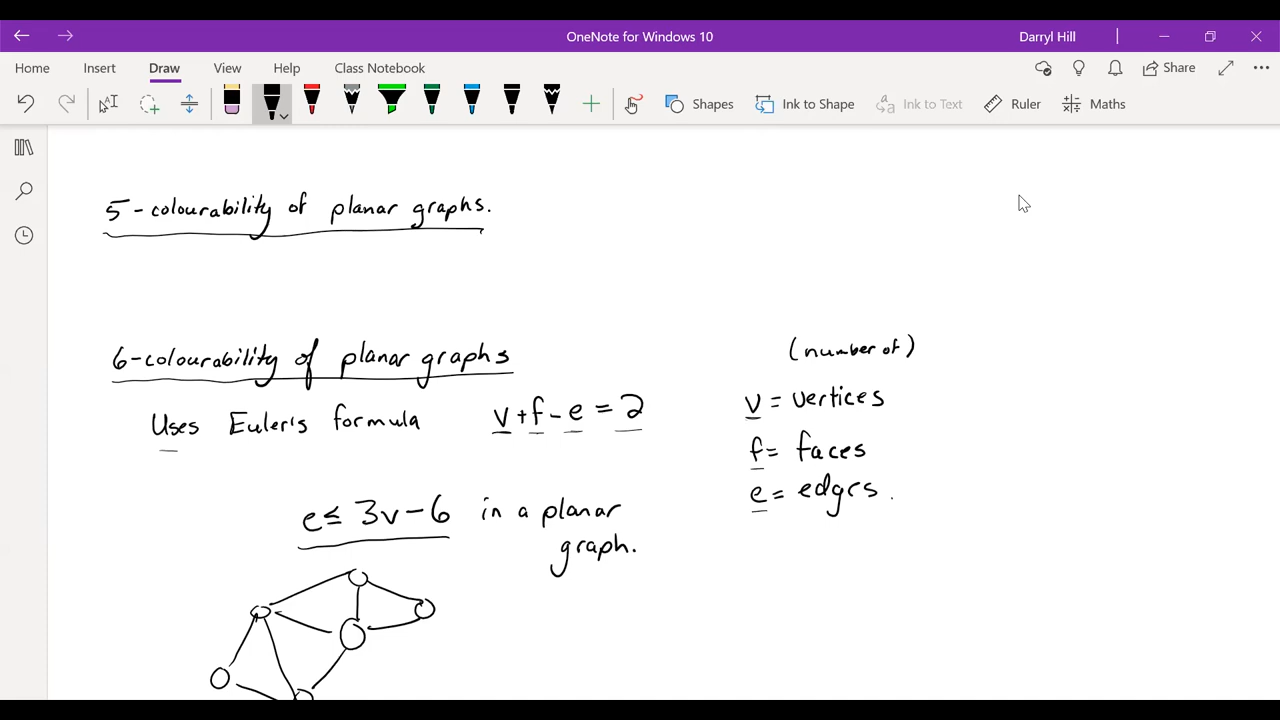 OneNote for Windows 10
Darryl Hill
Home Insert Draw View Help Class Notebook Share
Shapes Ink to Shape Ink to Text Ruler Maths
5-colourability of planar graphs.
6-colourability of planar graphs
(number of)
Uses Euler's formula v+f-e=2
v = vertices
f = faces
e = edges.
e≤ 3v-6 in a planar
graph.